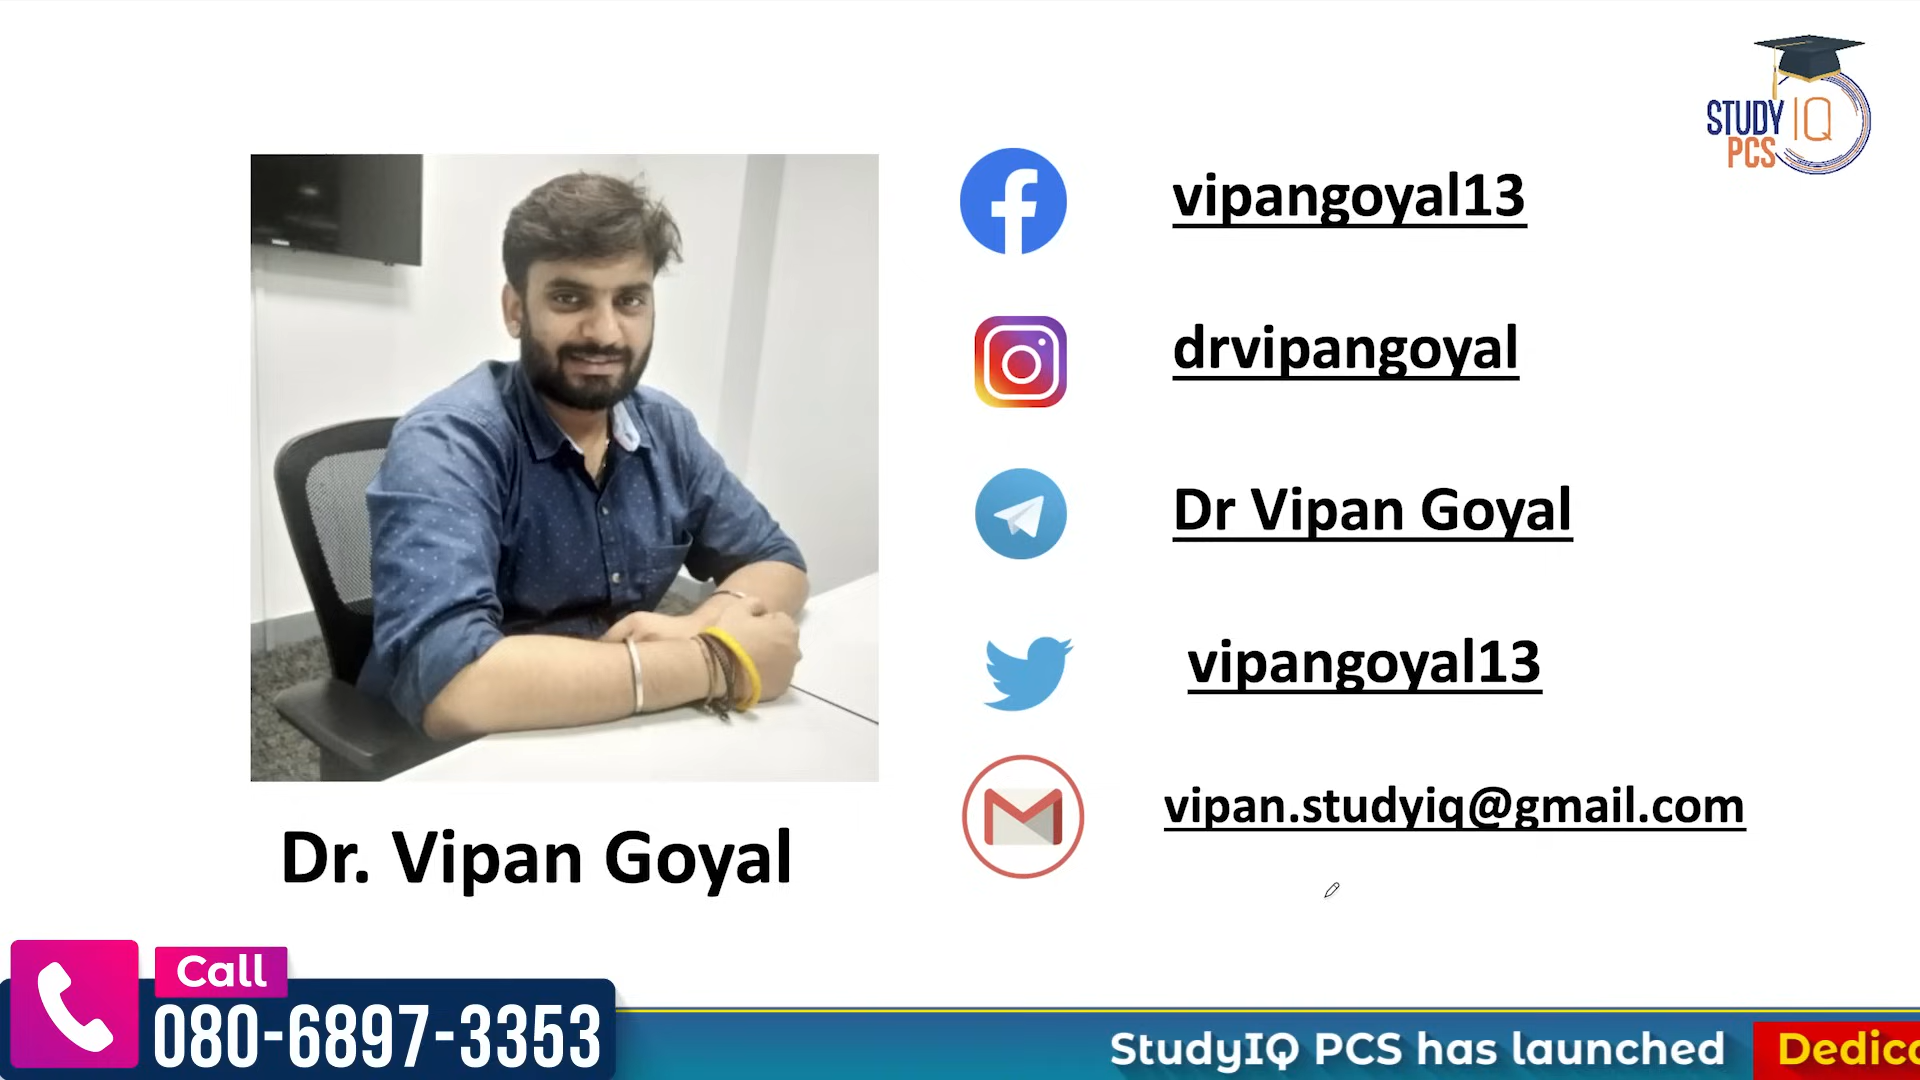 STUDY IQ
PCS
vipangoyal13
drvipangoyal
Dr Vipan Goyal
vipangoyal13
vipan.studyiq@gmail.com
Dr. Vipan Goyal
Call
080-6897-3353
StudyIQ PCS has launched
Dedica